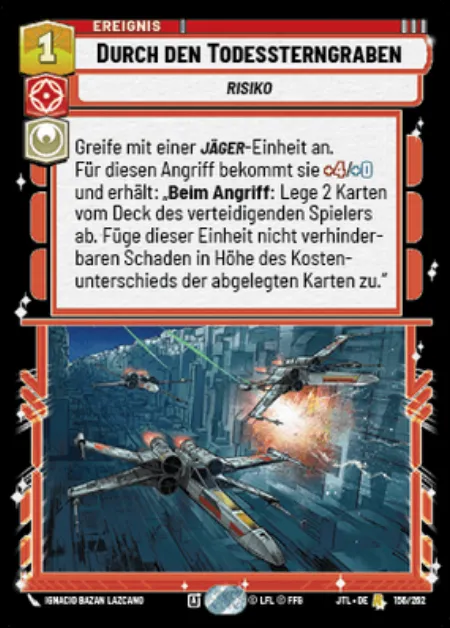 EREIGNIS
1
DURCH DEN TODESSTERNGRABEN
RISIKO
Greife mit einer JÄGER-Einheit an.
Für diesen Angriff bekommt sie +4/+0
und erhält: „Beim Angriff: Lege 2 Karten
vom Deck des verteidigenden Spielers
ab. Füge dieser Einheit nicht verhinder-
baren Schaden in Höhe des Kosten-
unterschieds der abgelegten Karten zu.“
IGNACIO BAZAN LAZCANO
© LFL © FFG
JTL • DE
156/262